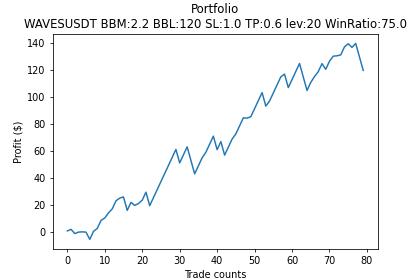 Portfolio
WAVESUSDT BBM:2.2 BBL:120 SL:1.0 TP:0.6 lev:20 WinRatio:75.0
140
120
100
80
60
40
20
0
Profit ($)
0 10 20 30 40 50 60 70 80
Trade counts